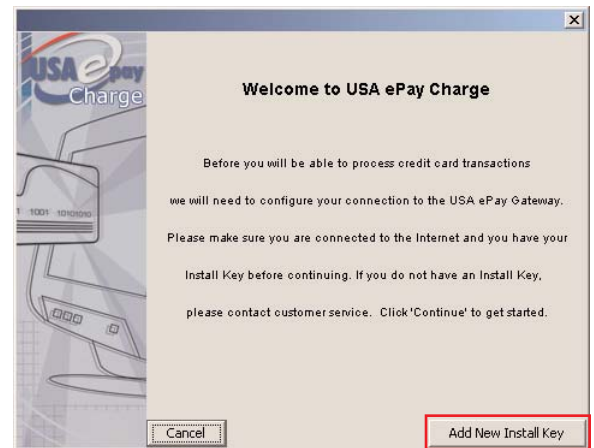 USA ePay
Charge
1001 10101010
Welcome to USA ePay Charge
Before you will be able to process credit card transactions
we will need to configure your connection to the USA ePay Gateway.
Please make sure you are connected to the Internet and you have your
Install Key before continuing. If you do not have an Install Key,
please contact customer service. Click 'Continue' to get started.
Cancel
Add New Install Key